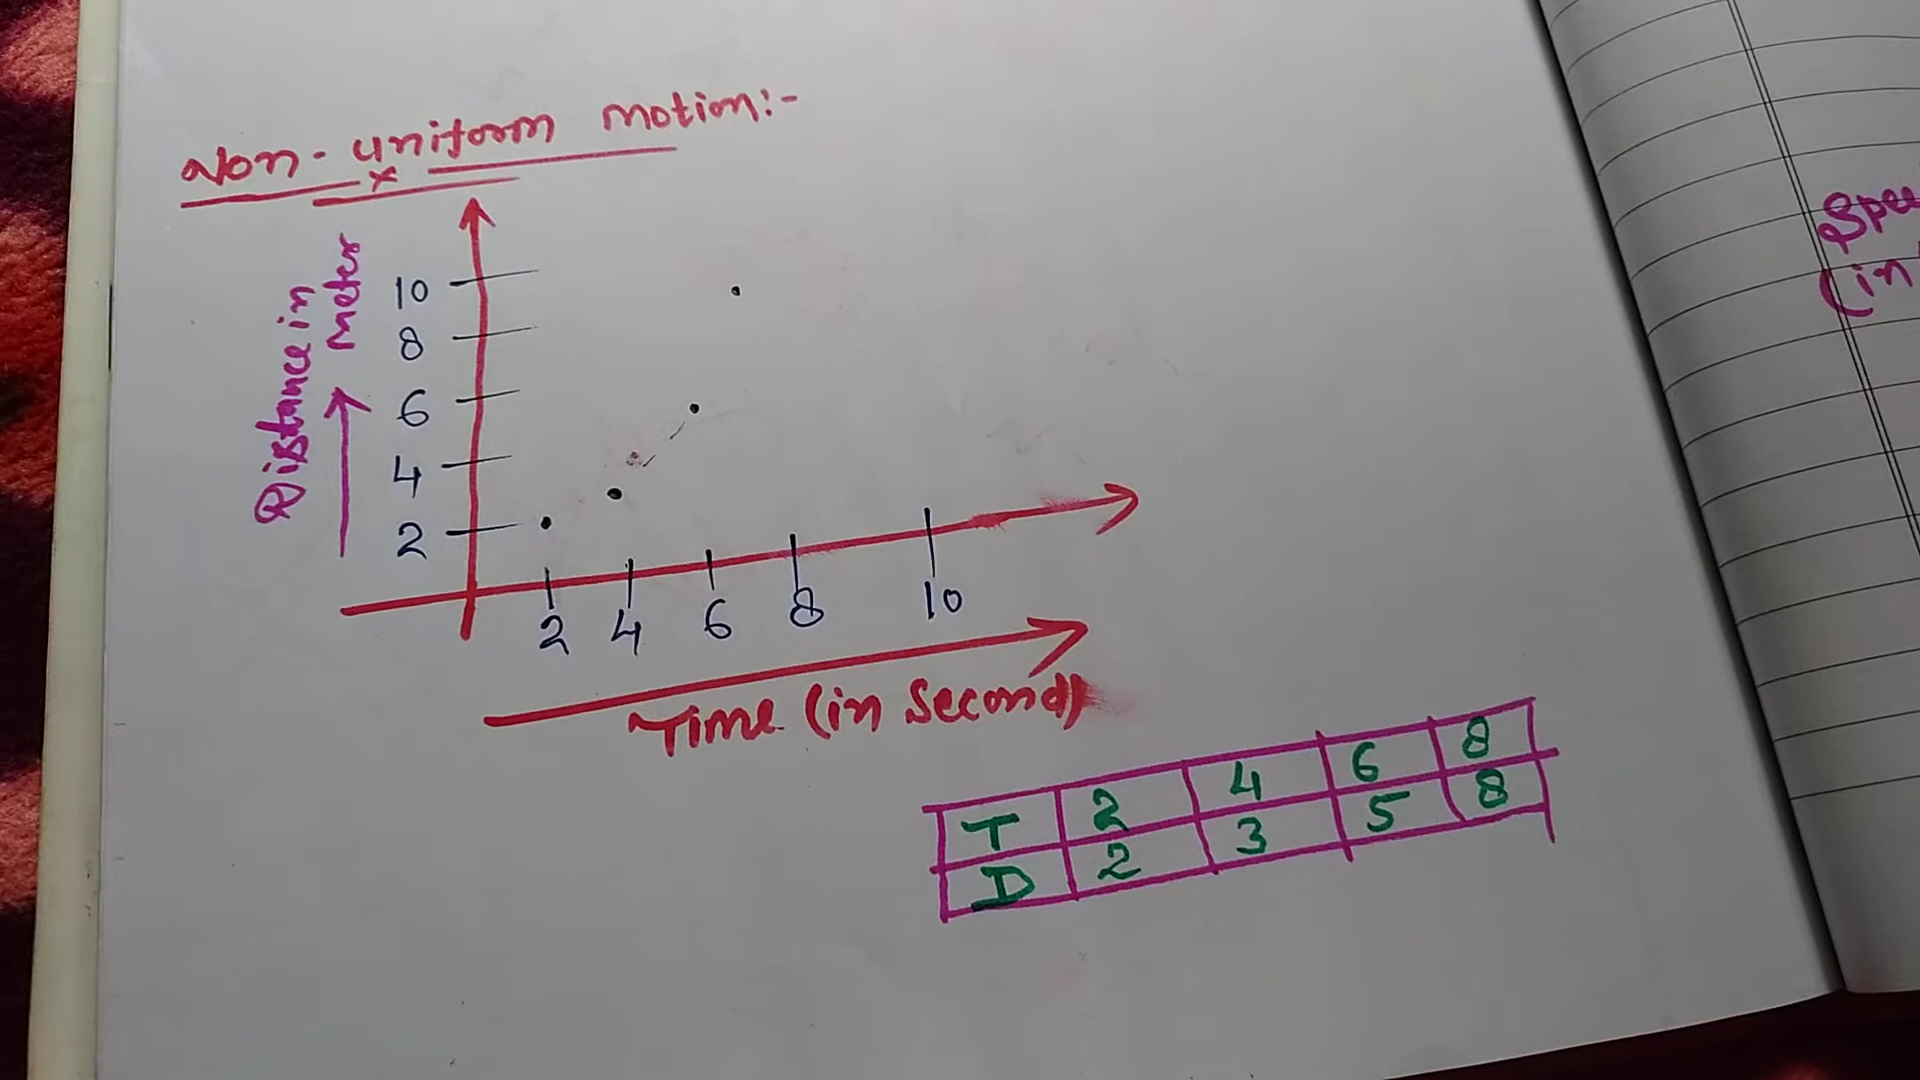 Non-uniform motion:-
x
Distance in
Meter
10
8
6
4
2
2 4 6 8 10
Time (in Second)
T 2 4 6 8
D 2 3 5 8
(in